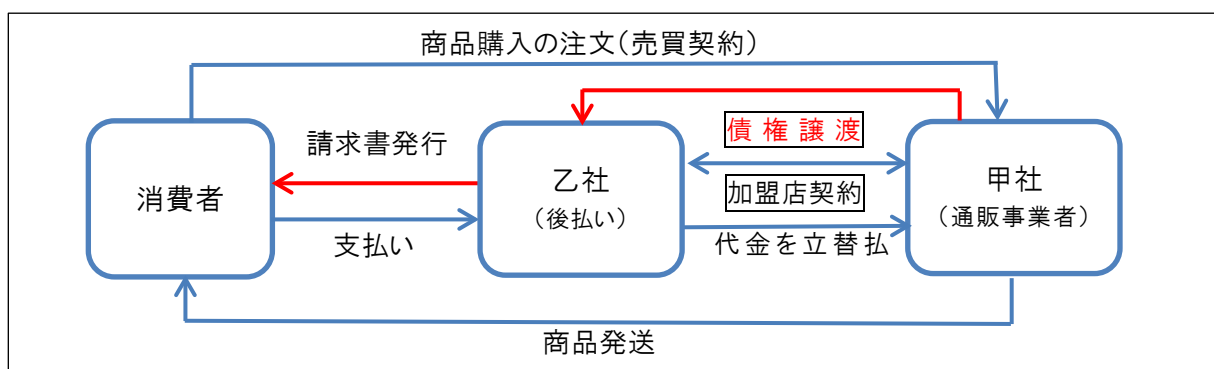 商品購入の注文（売買契約）
請求書発行
債権譲渡
消費者
乙社
（後払い）
加盟店契約
甲社
（通販事業者）
支払い
代金を立替払
商品発送